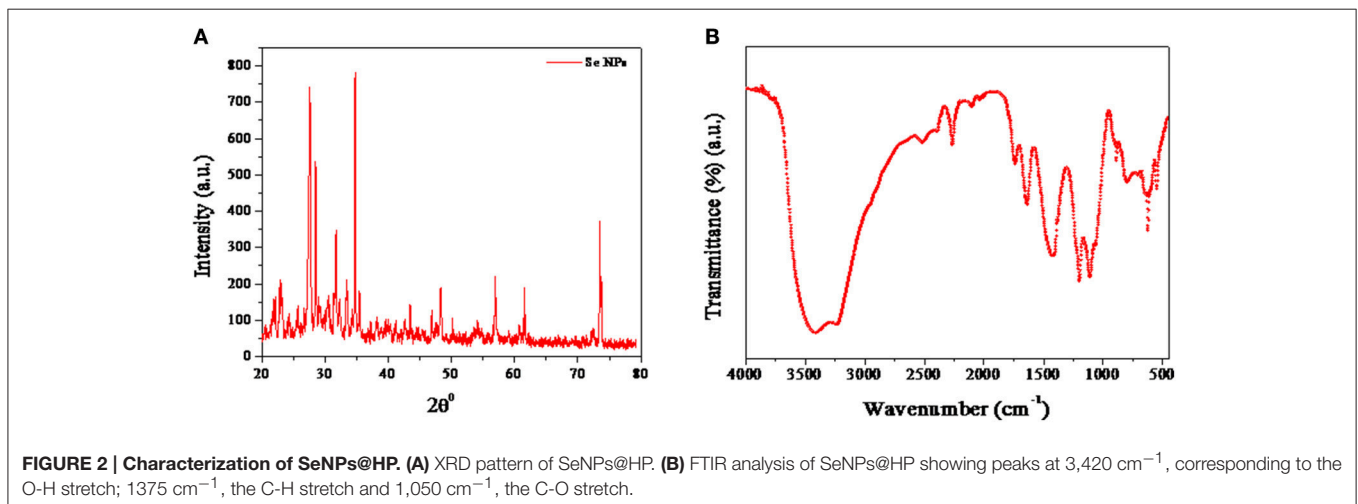 A
Se NPs
800
700
600
500
400
300
200
100
0
Intensity (a.u.)
20 30 40 50 60 70 80
2θ⁰
B
Transmittance (%) (a.u.)
4000 3500 3000 2500 2000 1500 1000 500
Wavenumber (cm⁻¹)
FIGURE 2 | Characterization of SeNPs@HP. (A) XRD pattern of SeNPs@HP. (B) FTIR analysis of SeNPs@HP showing peaks at 3,420 cm⁻¹, corresponding to the
O-H stretch; 1375 cm⁻¹, the C-H stretch and 1,050 cm⁻¹, the C-O stretch.